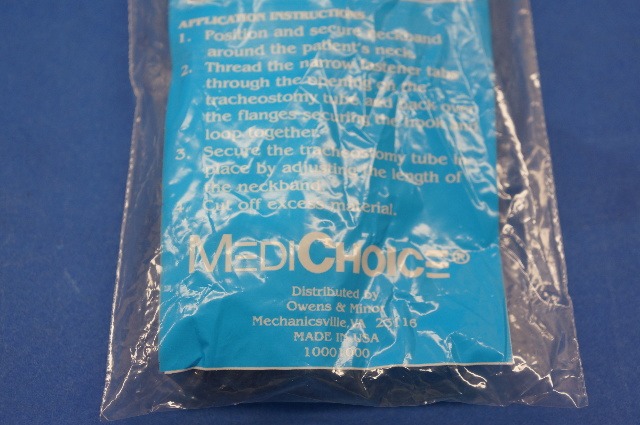 APPLICATION INSTRUCTIONS
1. Position and secure neckband
around the patient's neck.
2. Thread the narrow fastener tabs
through the opening on the
tracheostomy tube and back over
the flanges securing the hook and
loop together.
3. Secure the tracheostomy tube in
place by adjusting the length of
the neckband
Cut off excess material.
MEDICHOICE®
Distributed by
Owens & Minor
Mechanicsville, VA 23116
MADE IN USA
10001000